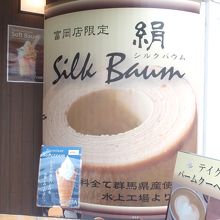 Soft Baum
富岡店限定
絹
シルクバウム
Silk Baum
料全て群馬県産使
水上工場より
テイク
バームクーヘ